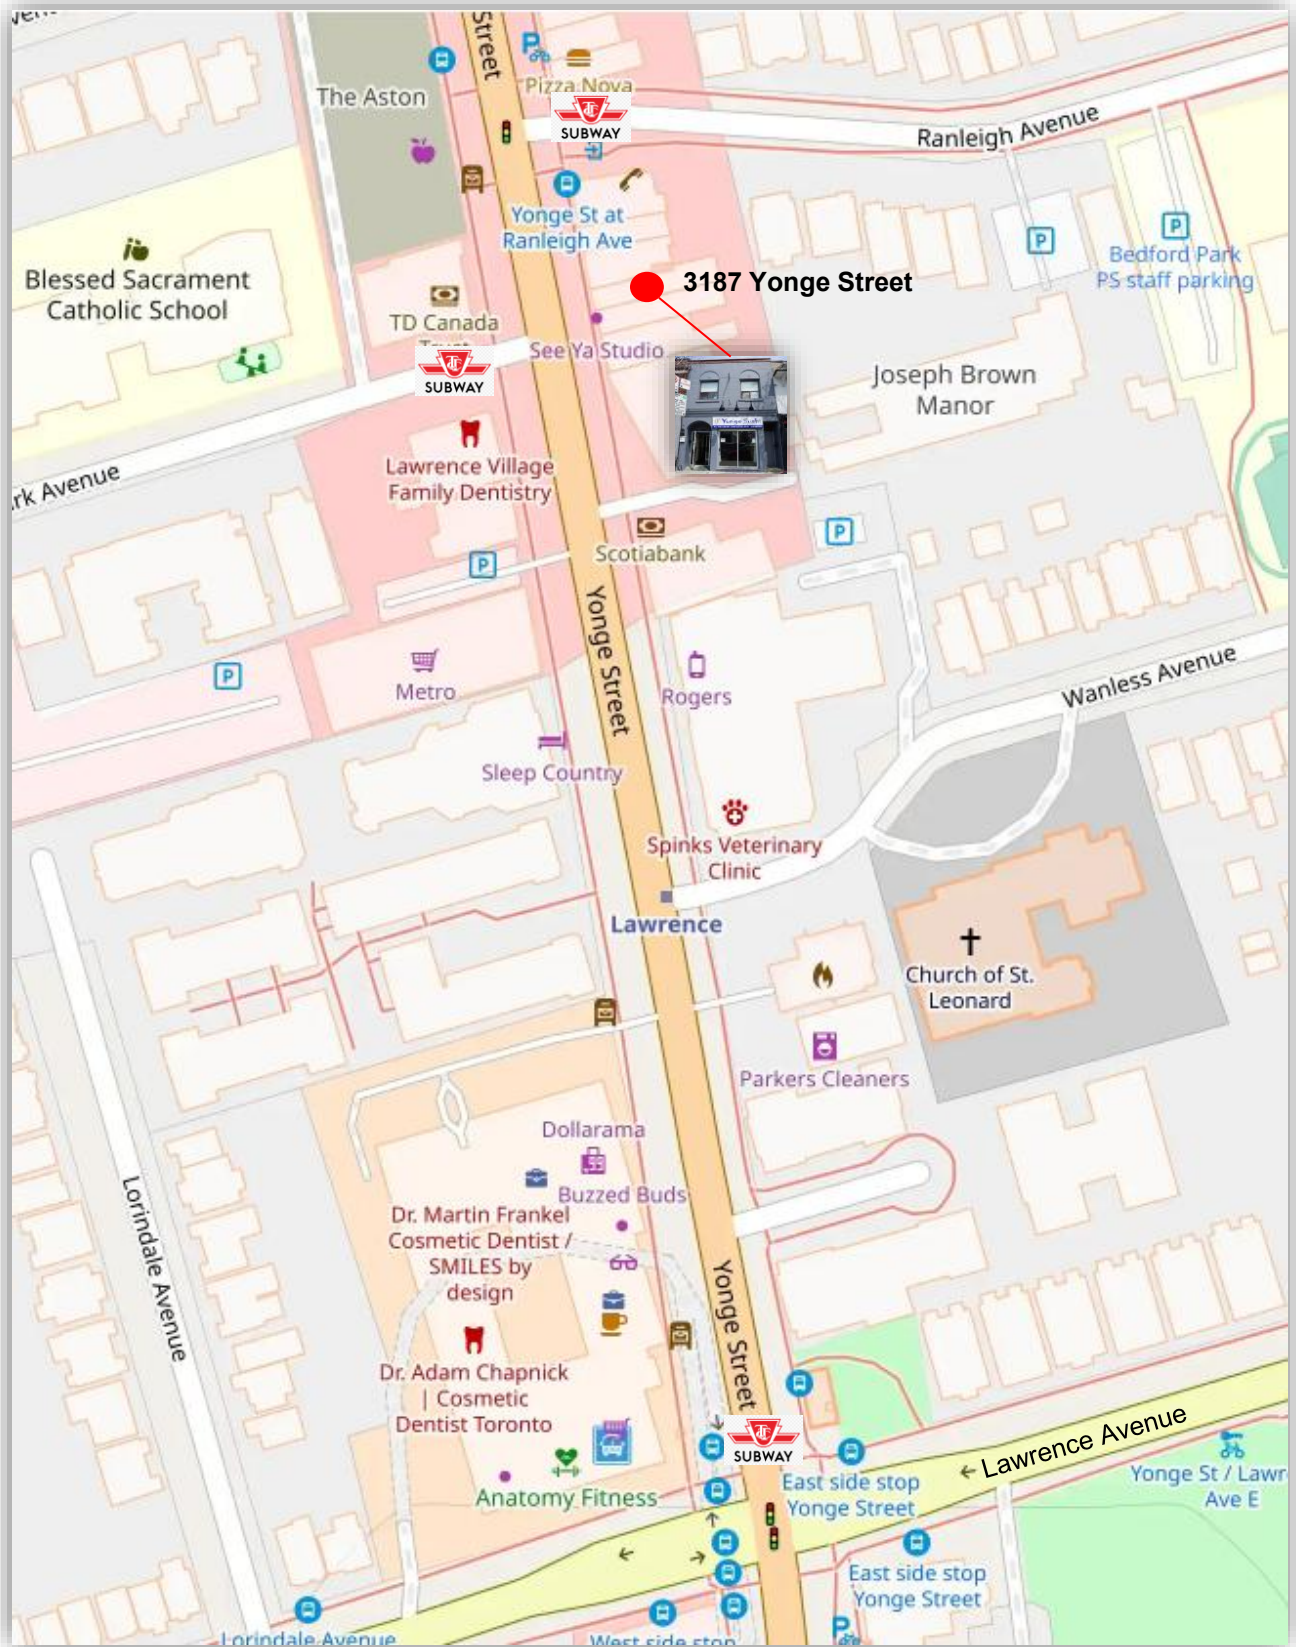 Street
The Aston
Pizza Nova
SUBWAY
Ranleigh Avenue
Yonge St at
Ranleigh Ave
Bedford Park
PS staff parking
Blessed Sacrament
Catholic School
3187 Yonge Street
TD Canada
SUBWAY
See Ya Studio
Joseph Brown
Manor
Lawrence Village
Family Dentistry
rk Avenue
Scotiabank
Yonge Street
Metro
Rogers
Wanless Avenue
Sleep Country
Spinks Veterinary
Clinic
Lawrence
Church of St.
Leonard
Parkers Cleaners
Dollarama
Buzzed Buds
Dr. Martin Frankel
Cosmetic Dentist /
SMILES by
design
Lorindale Avenue
Yonge Street
Dr. Adam Chapnick
| Cosmetic
Dentist Toronto
SUBWAY
Lawrence Avenue
Anatomy Fitness
East side stop
Yonge Street
Yonge St / Lawr
Ave E
East side stop
Yonge Street
Lorindale Avenue
West side stop